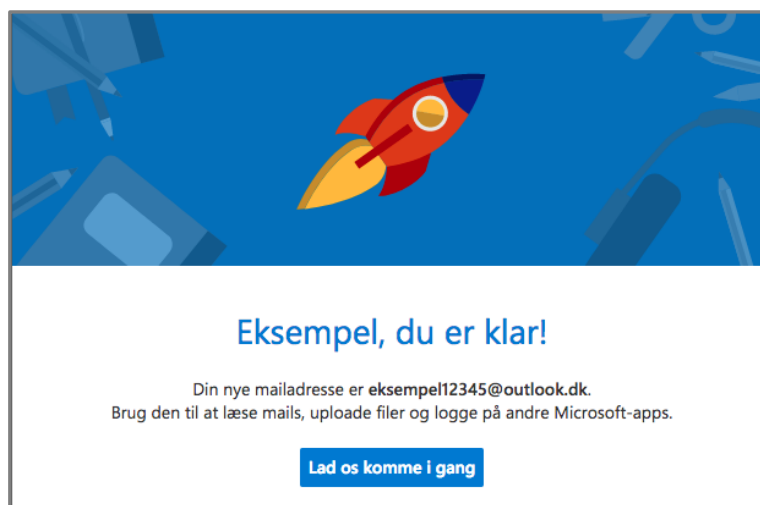 Eksempel, du er klar!
Din nye mailadresse er eksempel12345@outlook.dk.
Brug den til at læse mails, uploade filer og logge på andre Microsoft-apps.
Lad os komme i gang